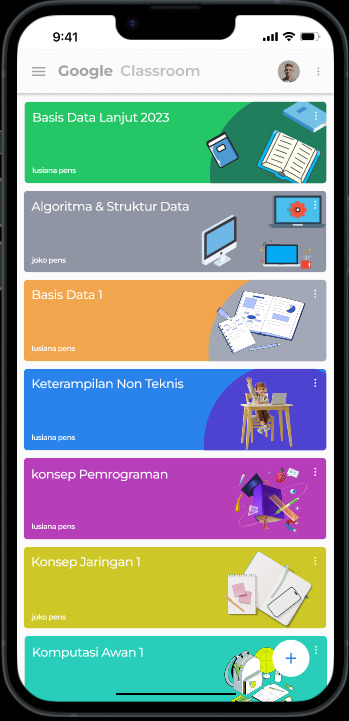 9:41
Google Classroom
Basis Data Lanjut 2023
lusiana pens
Algoritma & Struktur Data
joko pens
Basis Data 1
lusiana pens
Keterampilan Non Teknis
lusiana pens
konsep Pemrograman
lusiana pens
Konsep Jaringan 1
joko pens
Komputasi Awan 1